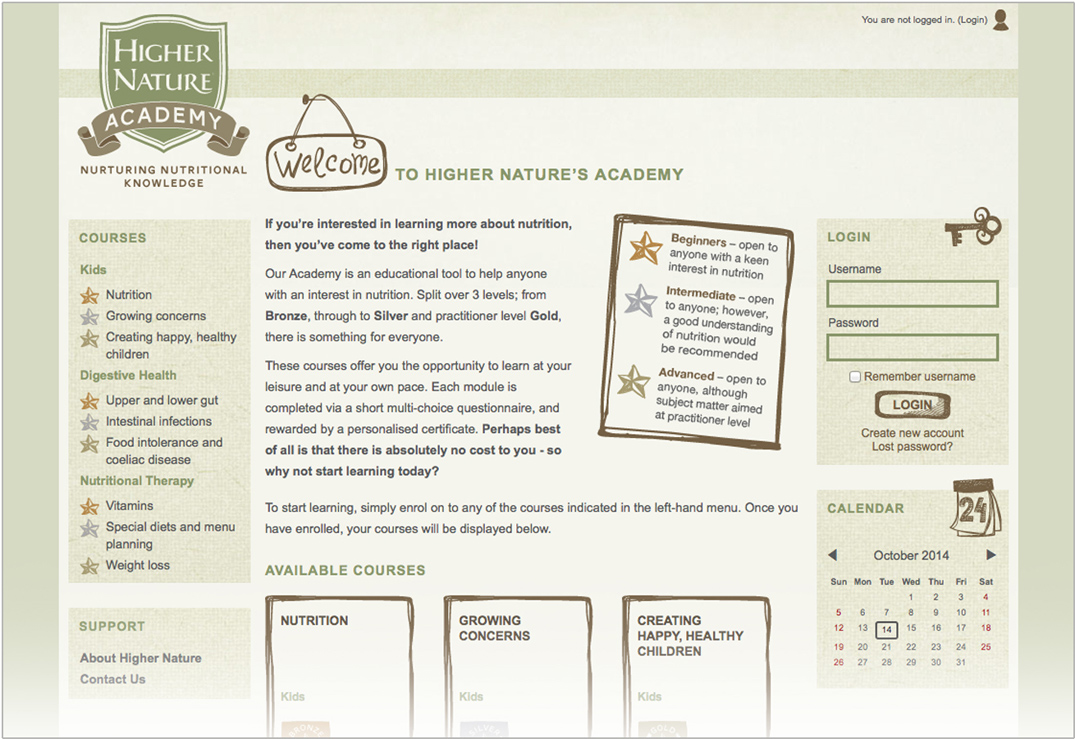 You are not logged in. (Login)
HIGHER
NATURE
ACADEMY
NURTURING NUTRITIONAL
KNOWLEDGE
Welcome
TO HIGHER NATURE'S ACADEMY
COURSES
Kids
Nutrition
Growing concerns
Creating happy, healthy
children
Digestive Health
Upper and lower gut
Intestinal infections
Food intolerance and
coeliac disease
Nutritional Therapy
Vitamins
Special diets and menu
planning
Weight loss
SUPPORT
About Higher Nature
Contact Us
If you're interested in learning more about nutrition,
then you've come to the right place!
Our Academy is an educational tool to help anyone
with an interest in nutrition. Split over 3 levels; from
Bronze, through to Silver and practitioner level Gold,
there is something for everyone.
These courses offer you the opportunity to learn at your
leisure and at your own pace. Each module is
completed via a short multi-choice questionnaire, and
rewarded by a personalised certificate. Perhaps best
of all is that there is absolutely no cost to you - so
why not start learning today?
Beginners – open to
anyone with a keen
interest in nutrition
Intermediate – open
to anyone; however,
a good understanding
of nutrition would
be recommended
Advanced – open to
anyone, although
subject matter aimed
at practitioner level
To start learning, simply enrol on to any of the courses indicated in the left-hand menu. Once you
have enrolled, your courses will be displayed below.
AVAILABLE COURSES
NUTRITION
Kids
BRONZE
GROWING
CONCERNS
Kids
SILVER
CREATING
HAPPY, HEALTHY
CHILDREN
Kids
GOLD
LOGIN
Username
Password
Remember username
LOGIN
Create new account
Lost password?
CALENDAR
24
October 2014
Sun Mon Tue Wed Thu Fri Sat
1 2 3 4
5 6 7 8 9 10 11
12 13 14 15 16 17 18
19 20 21 22 23 24 25
26 27 28 29 30 31